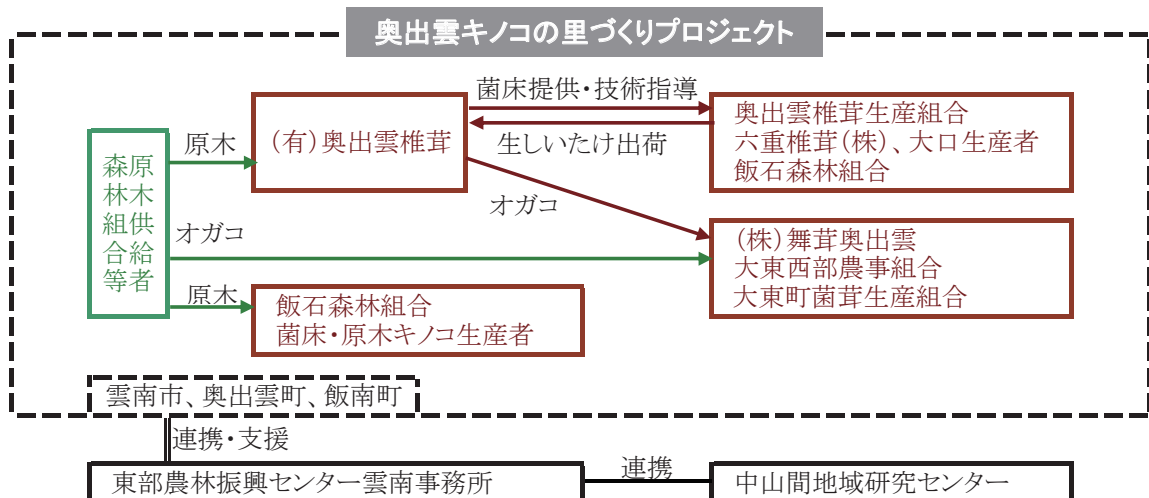 奥出雲キノコの里づくりプロジェクト
菌床提供・技術指導
原木
(有)奥出雲椎茸
生しいたけ出荷
奥出雲椎茸生産組合
六重椎茸(株)、大口生産者
飯石森林組合
原木供給者
森林組合等
オガコ
オガコ
(株)舞茸奥出雲
大東西部農事組合
大東町菌茸生産組合
原木
飯石森林組合
菌床・原木キノコ生産者
雲南市、奥出雲町、飯南町
連携・支援
東部農林振興センター雲南事務所
連携
中山間地域研究センター